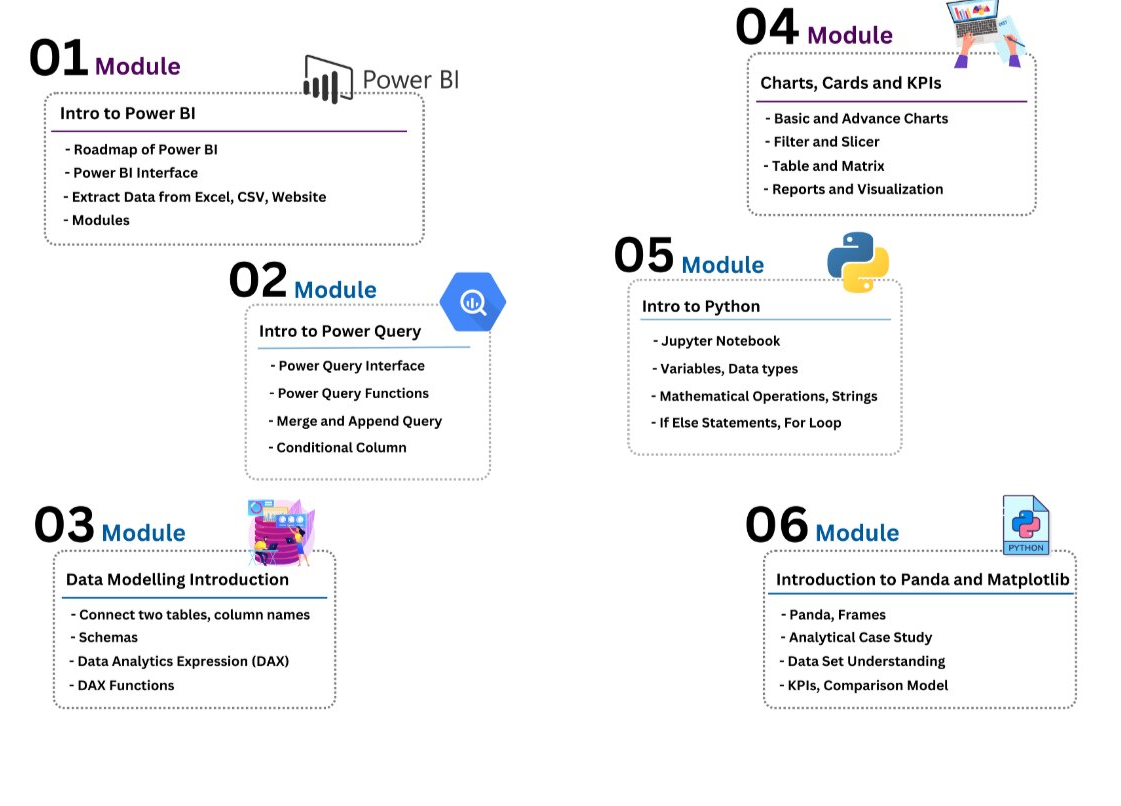 01 Module
Power BI
Intro to Power BI
- Roadmap of Power BI
- Power BI Interface
- Extract Data from Excel, CSV, Website
- Modules
02 Module
Intro to Power Query
- Power Query Interface
- Power Query Functions
- Merge and Append Query
- Conditional Column
03 Module
Data Modelling Introduction
- Connect two tables, column names
- Schemas
- Data Analytics Expression (DAX)
- DAX Functions
04 Module
Charts, Cards and KPIs
- Basic and Advance Charts
- Filter and Slicer
- Table and Matrix
- Reports and Visualization
05 Module
Intro to Python
- Jupyter Notebook
- Variables, Data types
- Mathematical Operations, Strings
- If Else Statements, For Loop
06 Module
PYTHON
Introduction to Panda and Matplotlib
- Panda, Frames
- Analytical Case Study
- Data Set Understanding
- KPIs, Comparison Model